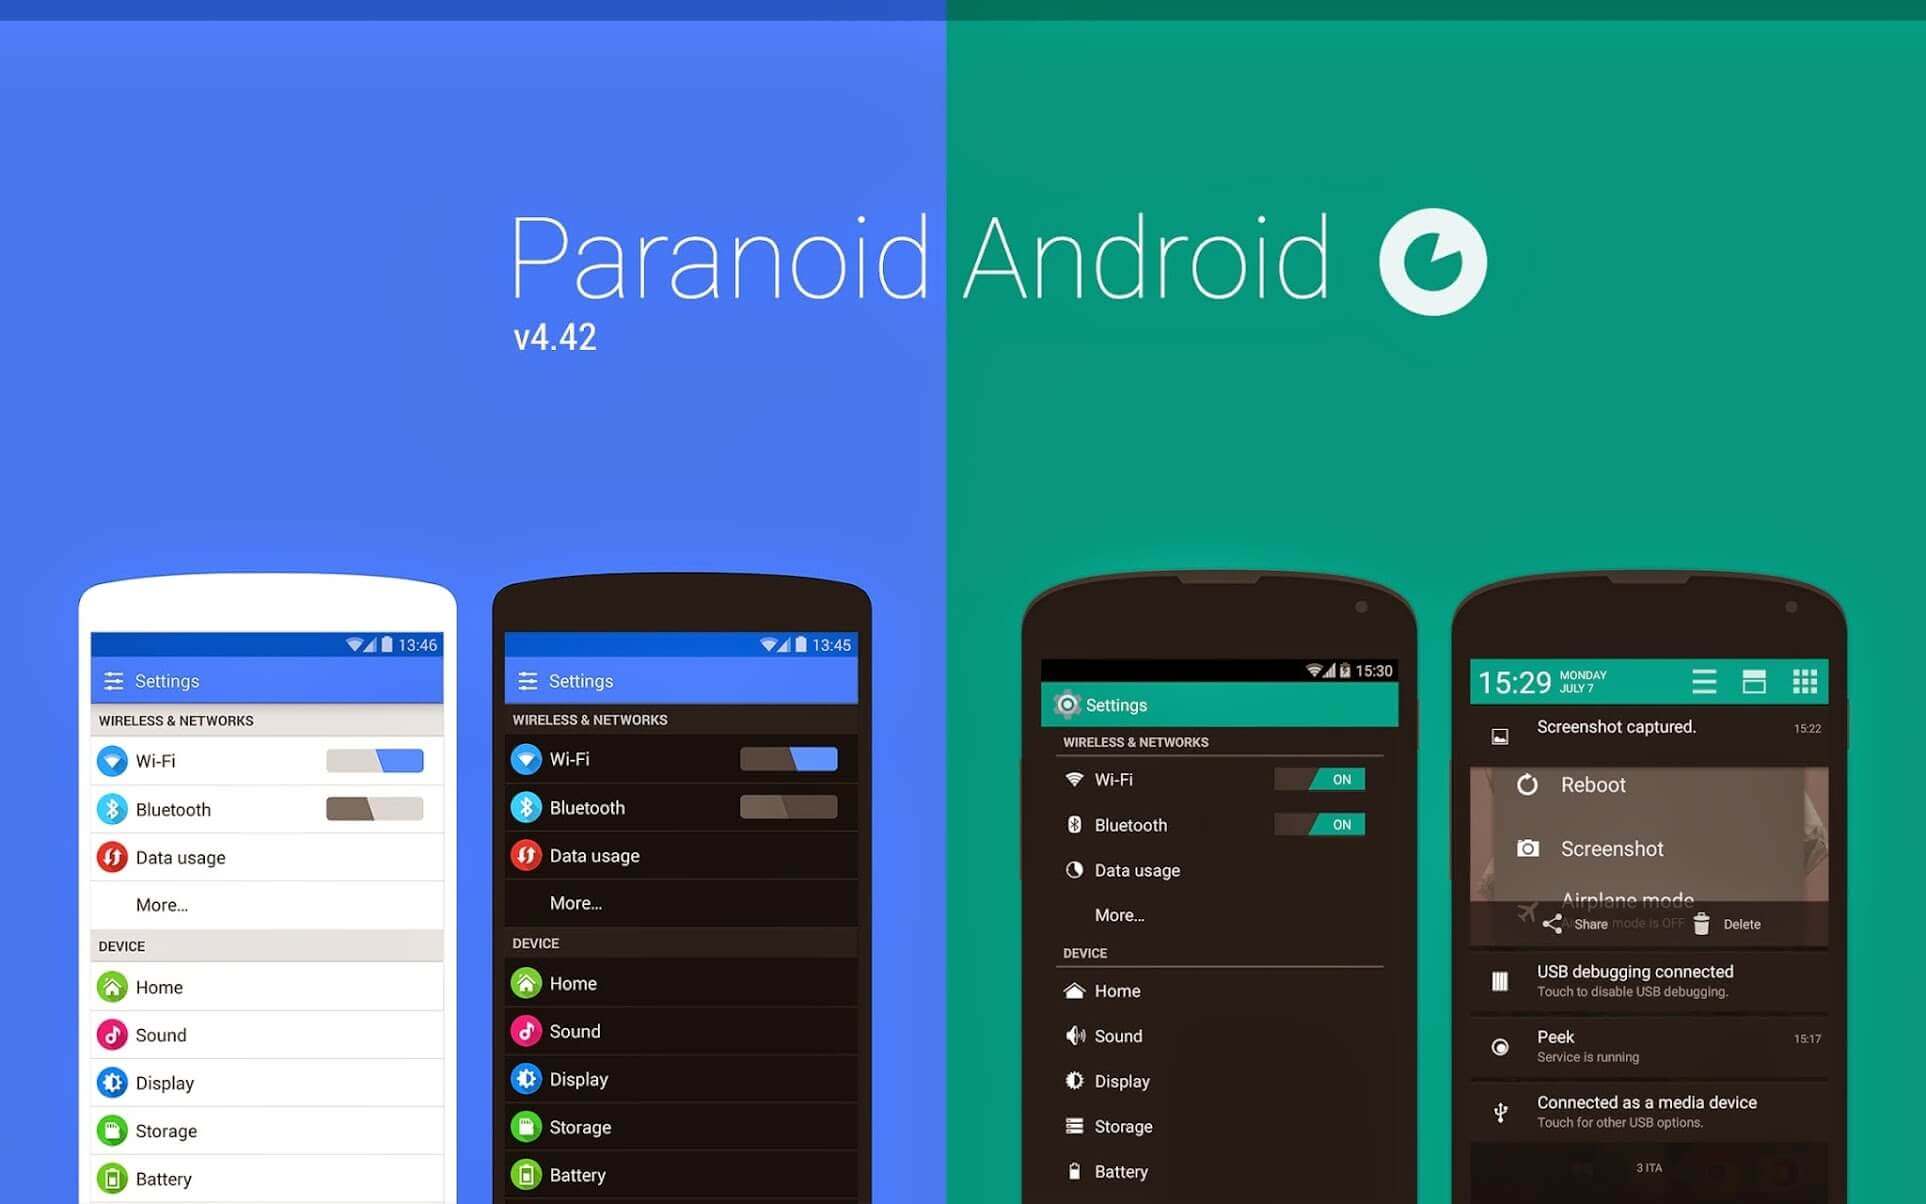 Paranoid Android
v4.42
13:46
Settings
WIRELESS & NETWORKS
Wi-Fi
Bluetooth
Data usage
More...
DEVICE
Home
Sound
Display
Storage
Battery
13:45
Settings
WIRELESS & NETWORKS
Wi-Fi
Bluetooth
Data usage
More...
DEVICE
Home
Sound
Display
Storage
Battery
15:30
Settings
WIRELESS & NETWORKS
Wi-Fi ON
Bluetooth ON
Data usage
More...
DEVICE
Home
Sound
Display
Storage
Battery
15:29 MONDAY
JULY 7
Screenshot captured. 15:22
Reboot
Screenshot
Airplane mode
mode is OFF
Share Delete
USB debugging connected
Touch to disable USB debugging.
Peek 15:17
Service is running
Connected as a media device
Touch for other USB options.
3 ITA